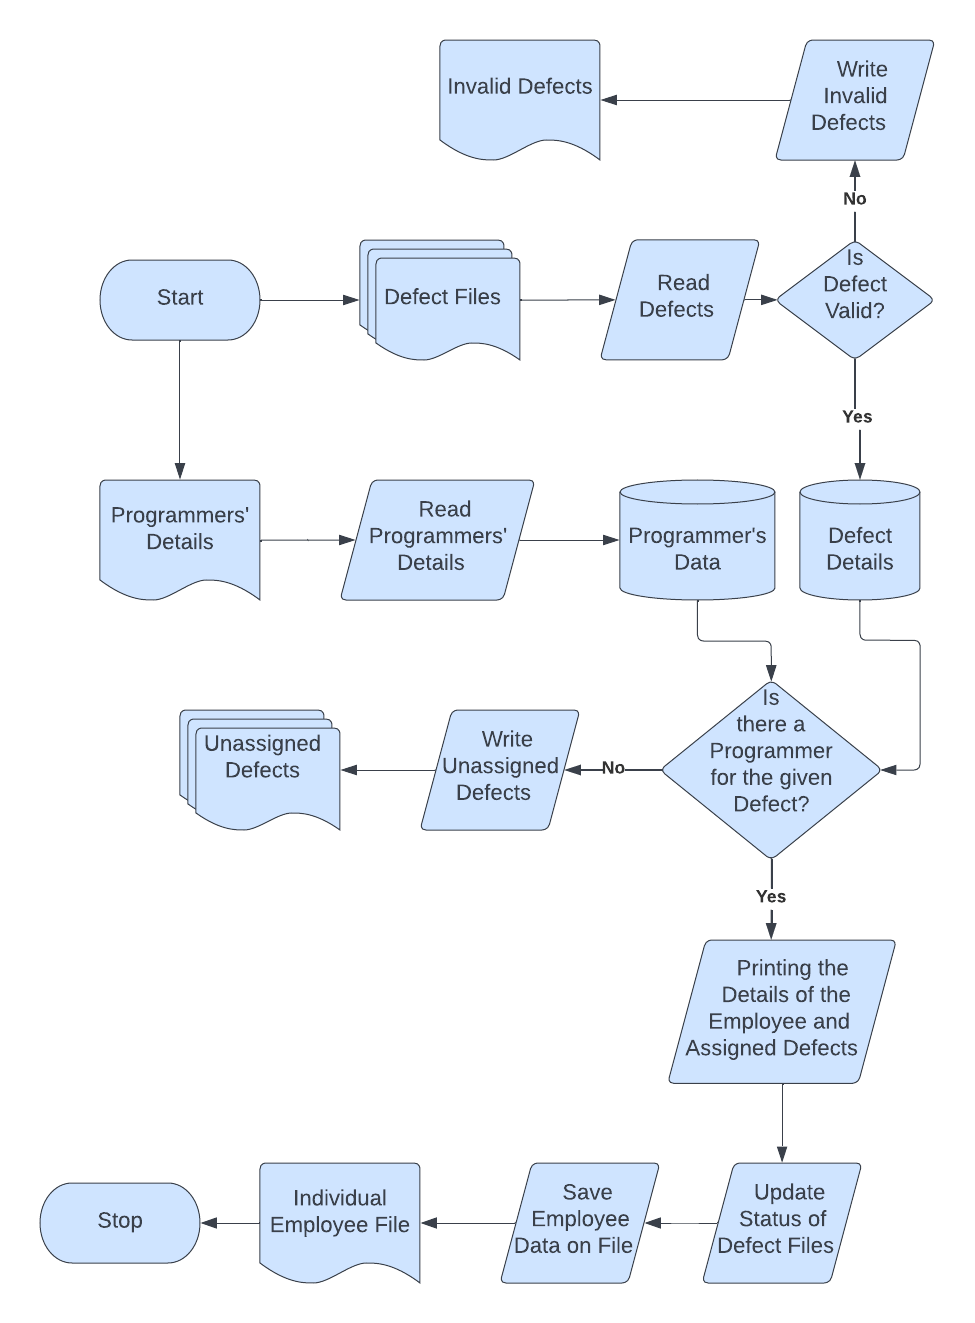 Invalid Defects
Write
Invalid
Defects
No
Start
Defect Files
Read
Defects
Is
Defect
Valid?
Yes
Programmers'
Details
Read
Programmers'
Details
Programmer's
Data
Defect
Details
Unassigned
Defects
Write
Unassigned
Defects
No
Is
there a
Programmer
for the given
Defect?
Yes
Printing the
Details of the
Employee and
Assigned Defects
Stop
Individual
Employee File
Save
Employee
Data on File
Update
Status of
Defect Files